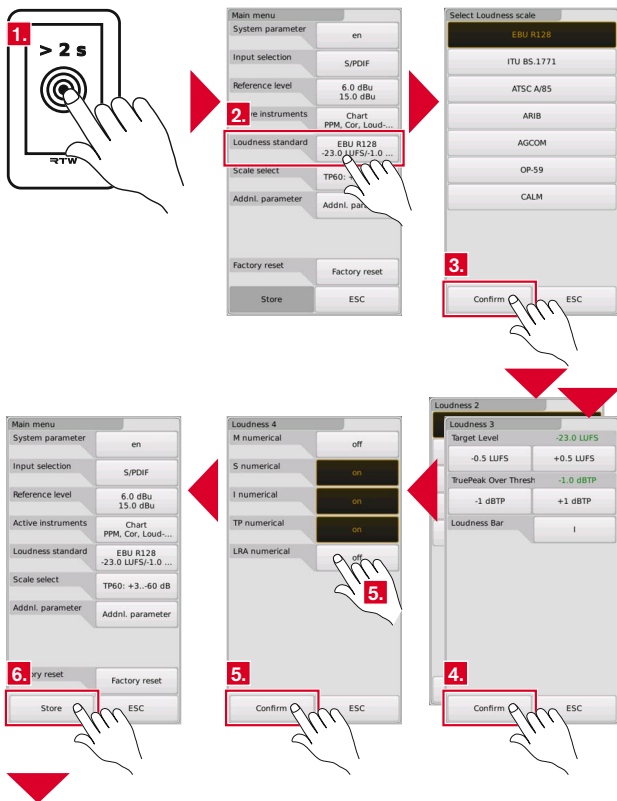 1.
> 2 s
RTW
Main menu
System parameter
en
Input selection
S/PDIF
Reference level
6.0 dBu
15.0 dBu
2.
ve instruments
Chart
PPM, Cor, Loud-...
Loudness standard
EBU R128
-23.0 LUFS/-1.0 ...
Scale select
TP60: +
Addnl. parameter
Addnl. par
Factory reset
Factory reset
Store
ESC
Select Loudness scale
EBU R128
ITU BS.1771
ATSC A/85
ARIB
AGCOM
OP-59
CALM
3.
Confirm
ESC
Main menu
System parameter
en
Input selection
S/PDIF
Reference level
6.0 dBu
15.0 dBu
Active instruments
Chart
PPM, Cor, Loud-...
Loudness standard
EBU R128
-23.0 LUFS/-1.0 ...
Scale select
TP60: +3..-60 dB
Addnl. parameter
Addnl. parameter
6.
ory reset
Factory reset
Store
ESC
Loudness 4
M numerical
off
S numerical
on
I numerical
on
TP numerical
on
LRA numerical
off
5.
5.
Confirm
ESC
Loudness 2
Loudness 3
Target Level
-23.0 LUFS
-0.5 LUFS
+0.5 LUFS
TruePeak Over Thresh
-1.0 dBTP
-1 dBTP
+1 dBTP
Loudness Bar
I
4.
Confirm
ESC